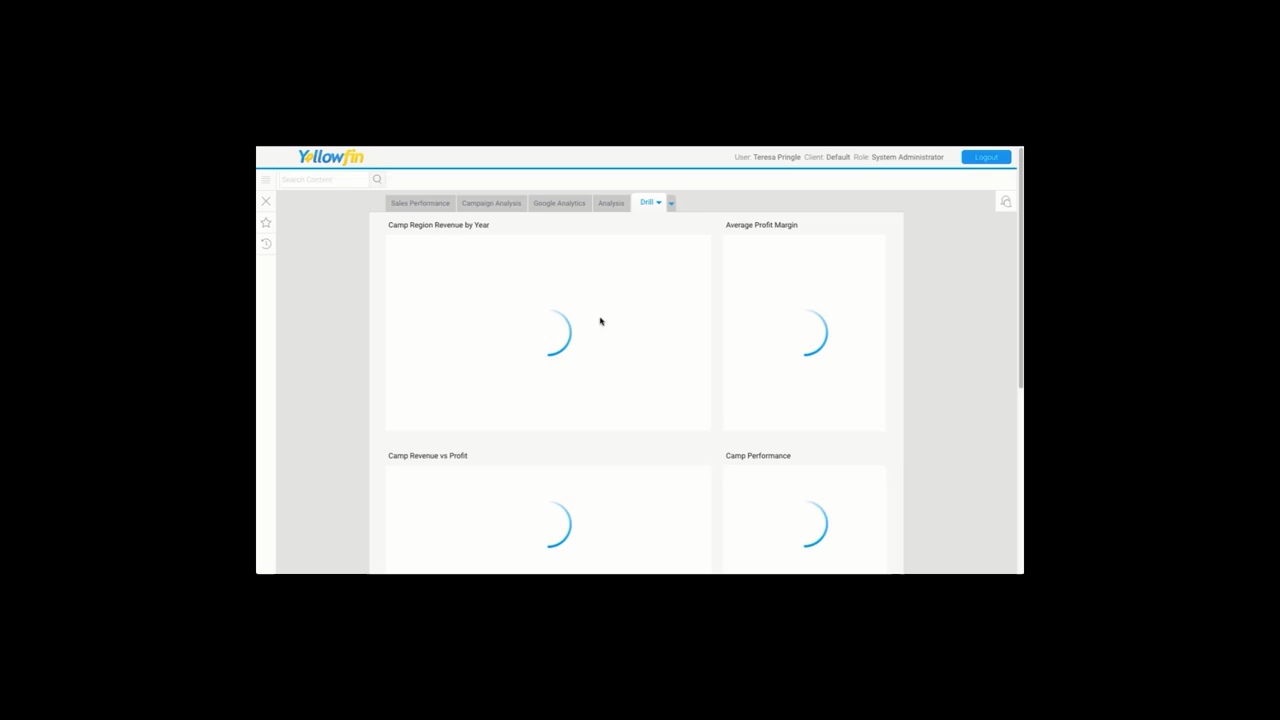 Yellowfin
User: Teresa Pringle Client: Default Role: System Administrator
Logout
Search Content
Sales Performance
Campaign Analysis
Google Analytics
Analysis
Drill
Camp Region Revenue by Year
Average Profit Margin
Camp Revenue vs Profit
Camp Performance